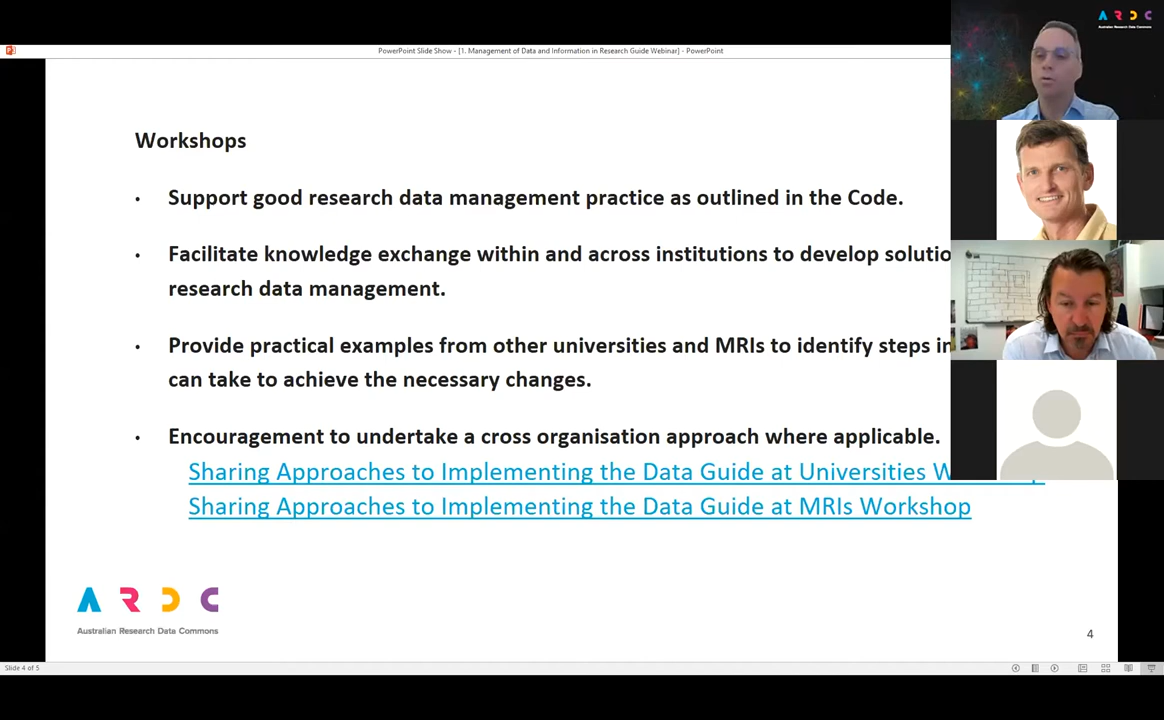 PowerPoint Slide Show - [1. Management of Data and Information in Research Guide Webinar] - PowerPoint
A R D C
Australian Research Data Commons
Workshops
• Support good research data management practice as outlined in the Code.
• Facilitate knowledge exchange within and across institutions to develop solutio
research data management.
• Provide practical examples from other universities and MRIs to identify steps in
can take to achieve the necessary changes.
• Encouragement to undertake a cross organisation approach where applicable.
Sharing Approaches to Implementing the Data Guide at Universities W
Sharing Approaches to Implementing the Data Guide at MRIs Workshop
A R D C
Australian Research Data Commons
4
Slide 4 of 5